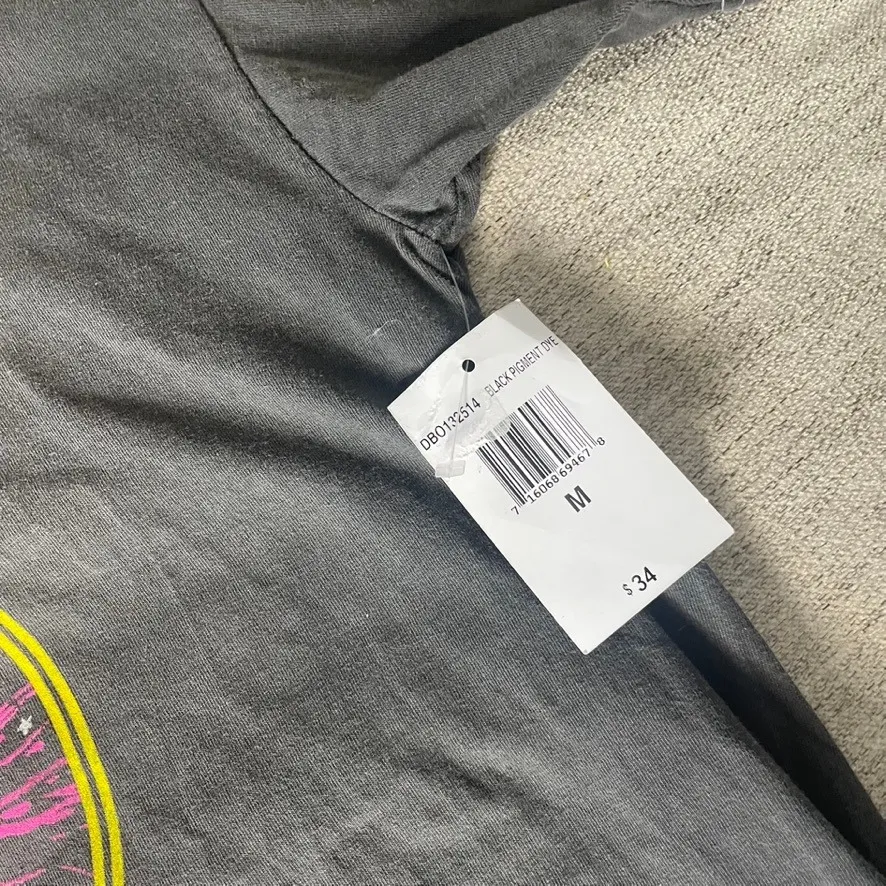 DBO132514 BLACK PIGMENT DYE
7 16068 69467 8
M
$ 34